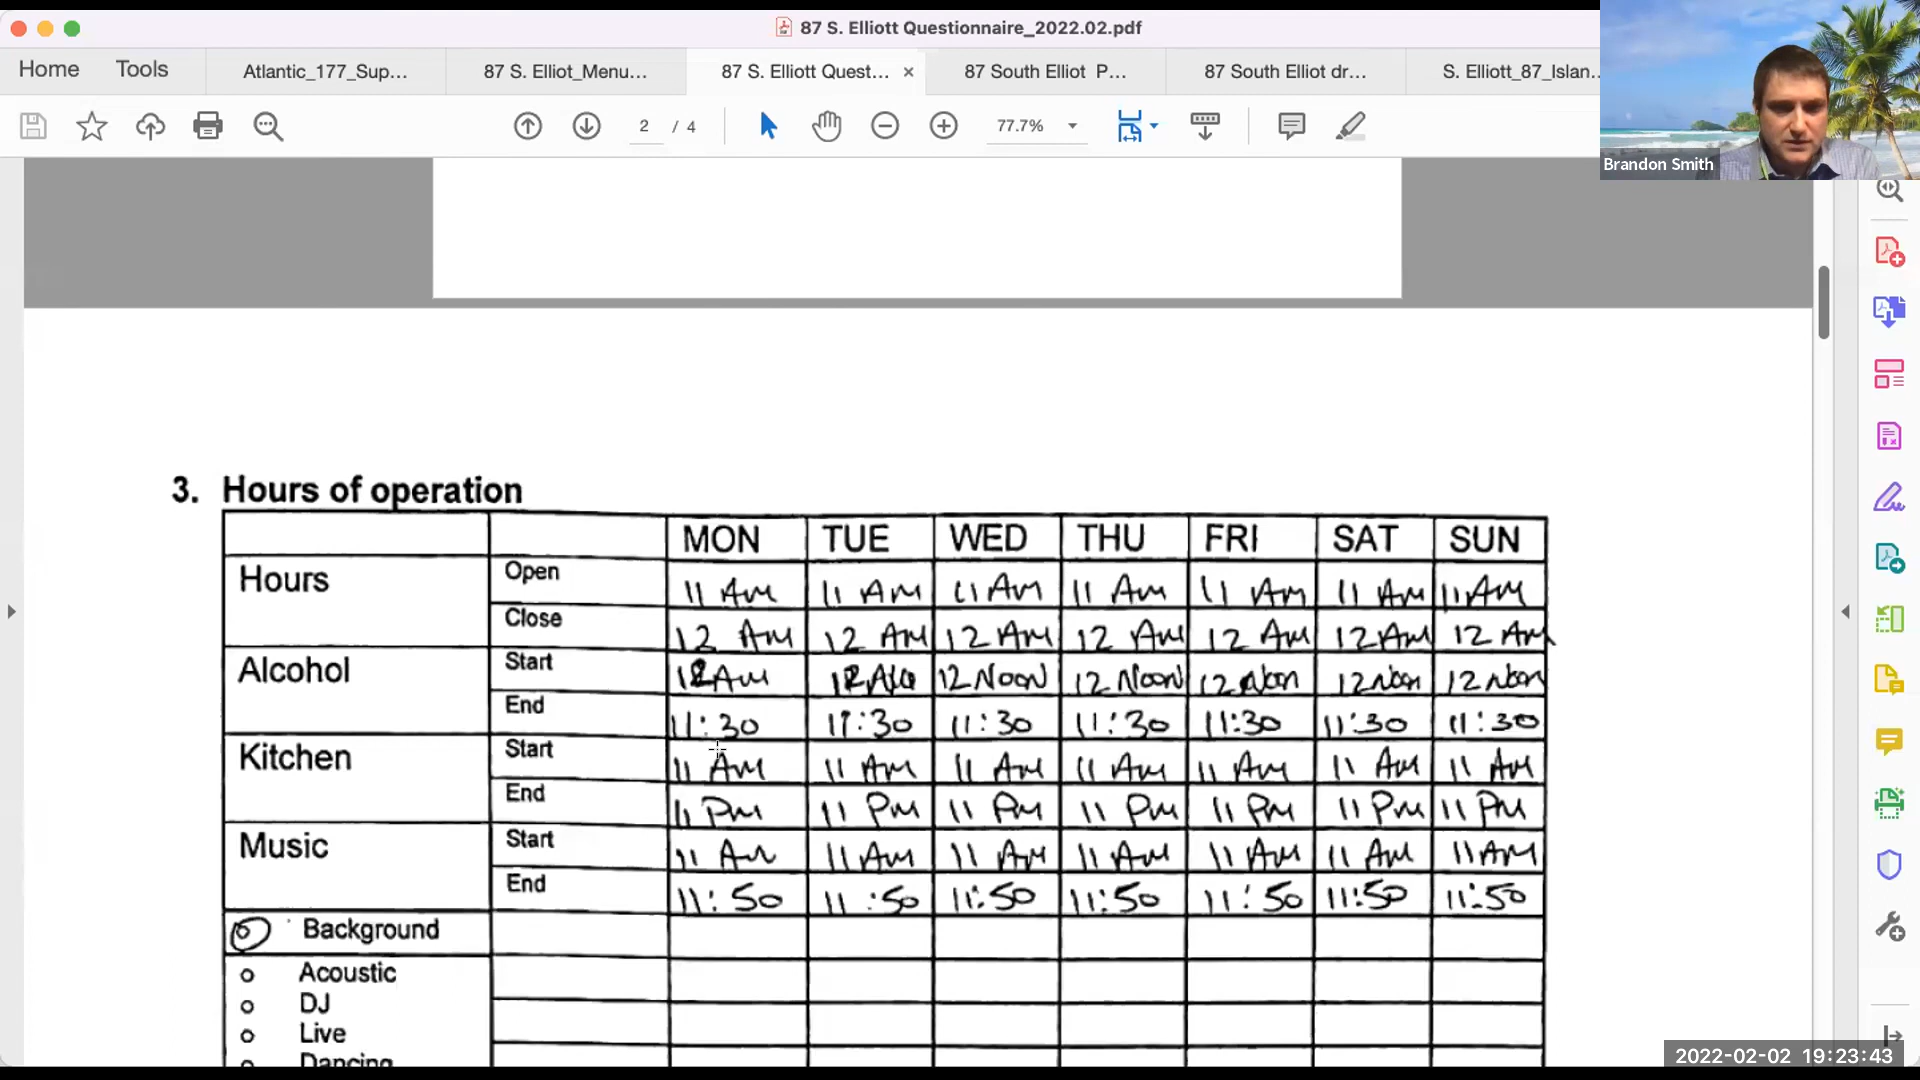 87 S. Elliott Questionnaire_2022.02.pdf
Home Tools Atlantic_177_Sup... 87 S. Elliot_Menu... 87 S. Elliott Quest... × 87 South Elliot P... 87 South Elliot dr... S. Elliott_87_Islan...
2 / 4 77.7%
Brandon Smith
3. Hours of operation
MON TUE WED THU FRI SAT SUN
Hours Open 11 AM 11 AM 11 AM 11 AM 11 AM 11 AM 11 AM
Close 12 AM 12 AM 12 AM 12 AM 12 AM 12 AM 12 AM
Alcohol Start 12 Noon 12 Noon 12 Noon 12 Noon 12 Noon
End 11:30 11:30 11:30 11:30 11:30 11:30 11:30
Kitchen Start 11 AM 11 AM 11 AM 11 AM 11 AM 11 AM 11 AM
End 11 PM 11 PM 11 PM 11 PM 11 PM 11 PM 11 PM
Music Start 11 AM 11 AM 11 AM 11 AM 11 AM 11 AM 11 AM
End 11:50 11:50 11:50 11:50 11:50 11:50 11:50
Background
Acoustic
DJ
Live
Dancing
2022-02-02 19:23:43